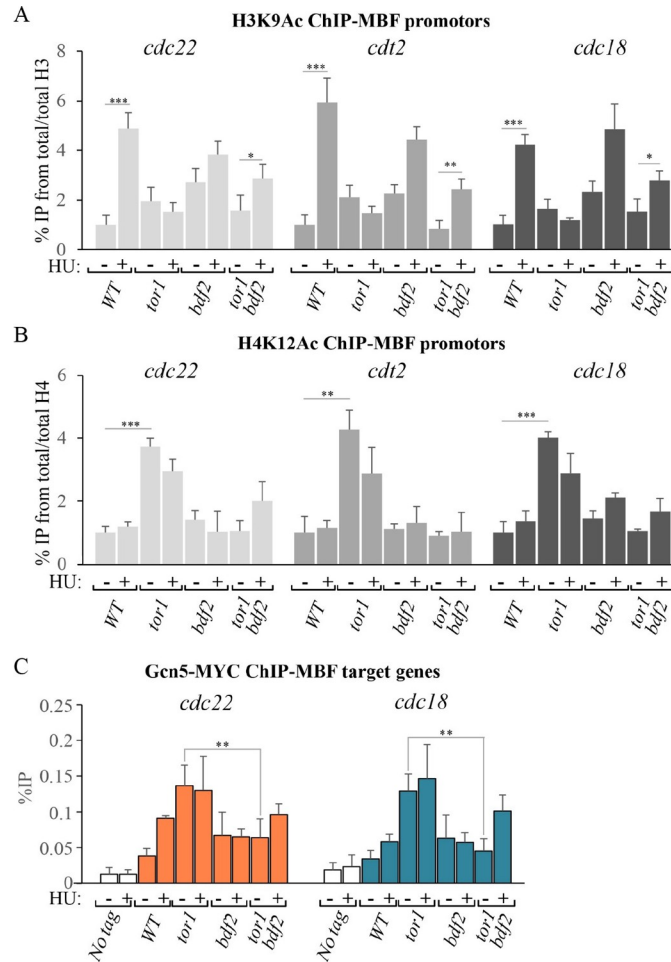 A
H3K9Ac ChIP-MBF promotors
cdc22 cdt2 cdc18
% IP from total/total H3
8
6
4
2
0
*** * *** ** *** *
HU: - + - + - + - + - + - + - + - + - + - + - + - +
WT tor1 bdf2 tor1 bdf2 WT tor1 bdf2 tor1 bdf2 WT tor1 bdf2 tor1 bdf2
B
H4K12Ac ChIP-MBF promotors
cdc22 cdt2 cdc18
% IP from total/total H4
6
4
2
0
*** ** ***
HU: - + - + - + - + - + - + - + - + - + - + - + - +
WT tor1 bdf2 tor1 bdf2 WT tor1 bdf2 tor1 bdf2 WT tor1 bdf2 tor1 bdf2
C
Gcn5-MYC ChIP-MBF target genes
cdc22 cdc18
%IP
0.25
0.2
0.15
0.1
0.05
0
** **
HU: - + - + - + - + - + - + - + - + - + - +
No tag WT tor1 bdf2 tor1 bdf2 No tag WT tor1 bdf2 tor1 bdf2